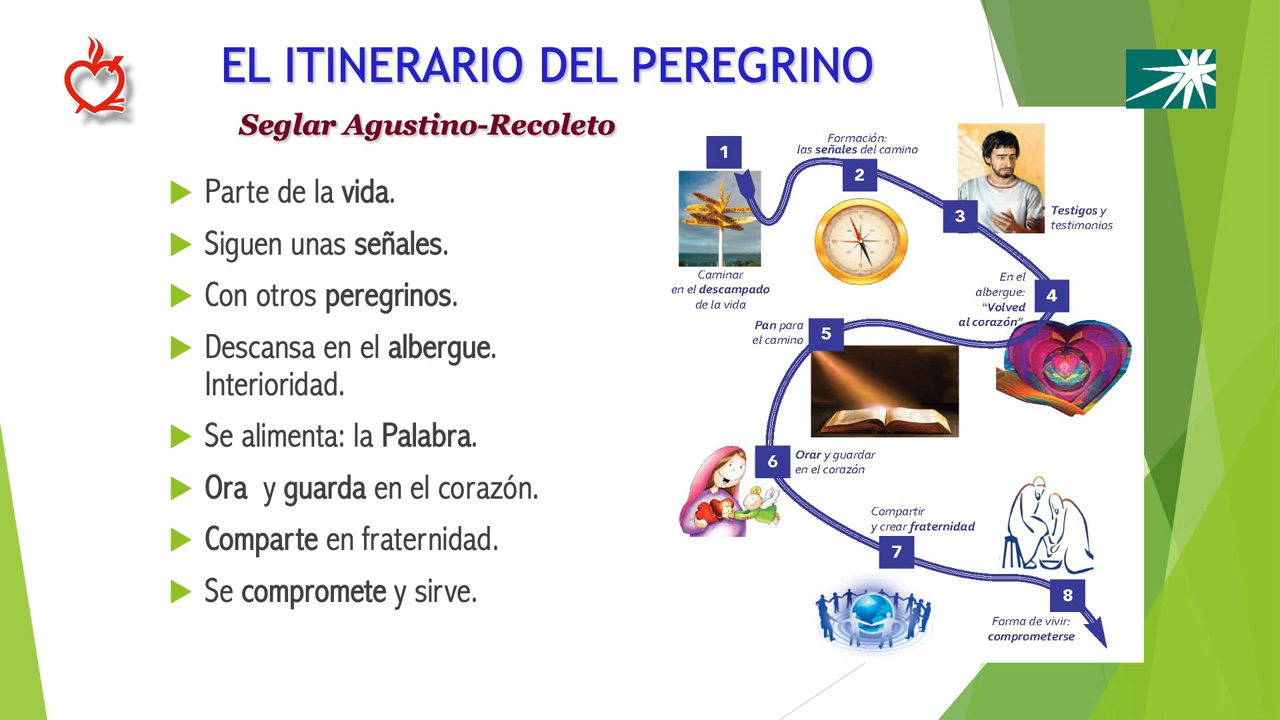 EL ITINERARIO DEL PEREGRINO
Seglar Agustino-Recoleto
Parte de la vida.
Siguen unas señales.
Con otros peregrinos.
Descansa en el albergue.
Interioridad.
Se alimenta: la Palabra.
Ora y guarda en el corazón.
Comparte en fraternidad.
Se compromete y sirve.
1
Caminar
en el descampado
de la vida
Formación:
las señales del camino
2
3
Testigos y
testimonios
En el
albergue:
"Volved
al corazón"
4
Pan para
el camino
5
6
Orar y guardar
en el corazón
Compartir
y crear fraternidad
7
8
Forma de vivir:
comprometerse